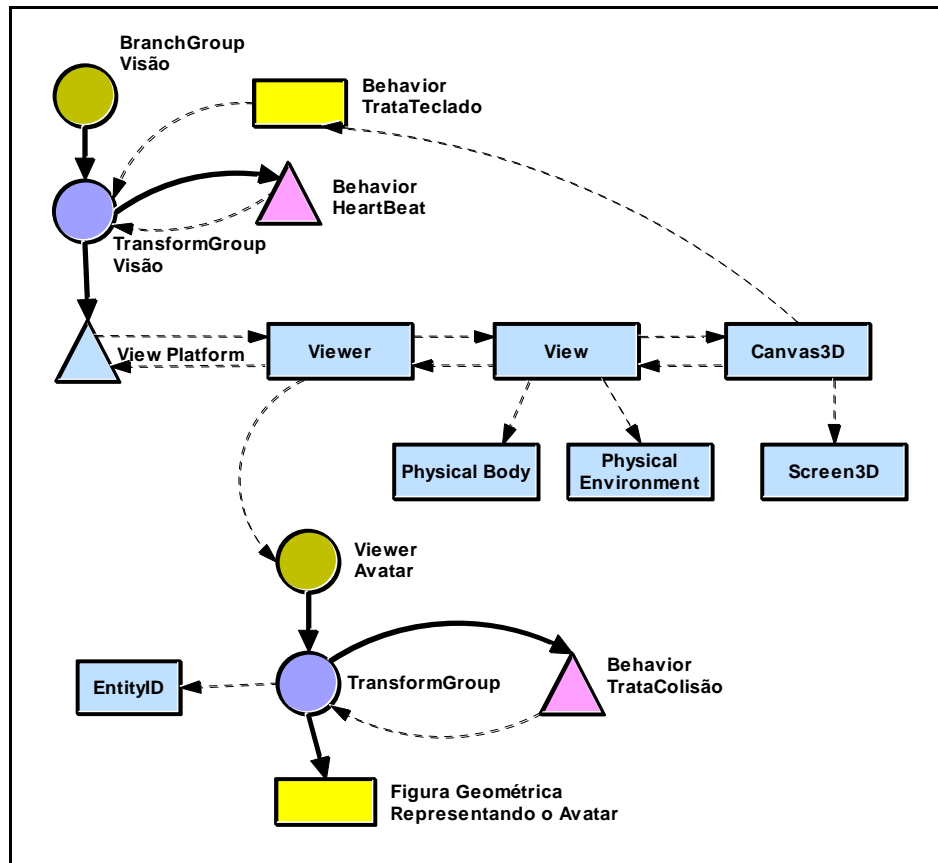 BranchGroup
Visão
Behavior
TrataTeclado
Behavior
HeartBeat
TransformGroup
Visão
View Platform
Viewer
View
Canvas3D
Physical Body
Physical
Environment
Screen3D
Viewer
Avatar
EntityID
TransformGroup
Behavior
TrataColisão
Figura Geométrica
Representando o Avatar